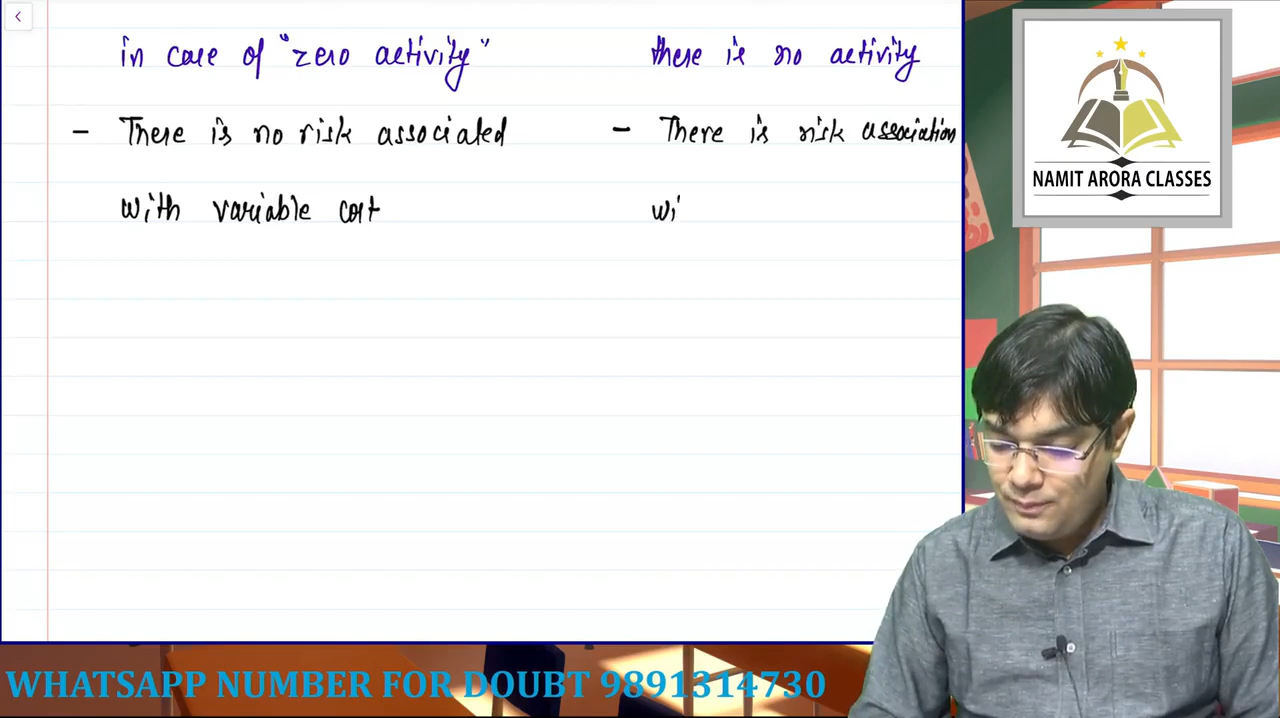 in case of "zero activity"
- There is no risk associated
with variable cost
there is no activity
- There is risk association
wi
NAMIT ARORA CLASSES
WHATSAPP NUMBER FOR DOUBT 9891314730